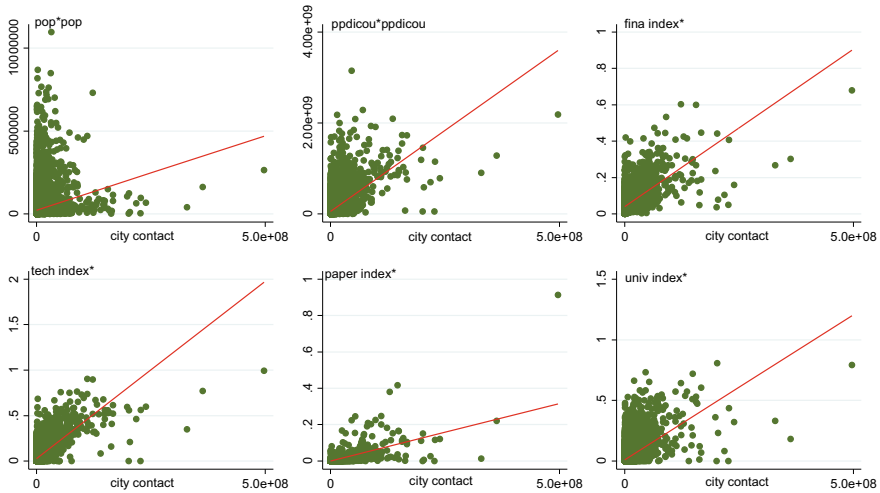 pop*pop
10000000
5000000
0
0
city contact
5.0e+08
ppdicou*ppdicou
4.00e+09
2.00e+09
0
0
city contact
5.0e+08
fina index*
1
.8
.6
.4
.2
0
0
city contact
5.0e+08
tech index*
2
1.5
1
.5
0
0
city contact
5.0e+08
paper index*
1
.8
.6
.4
.2
0
0
city contact
5.0e+08
univ index*
1.5
1
.5
0
0
city contact
5.0e+08